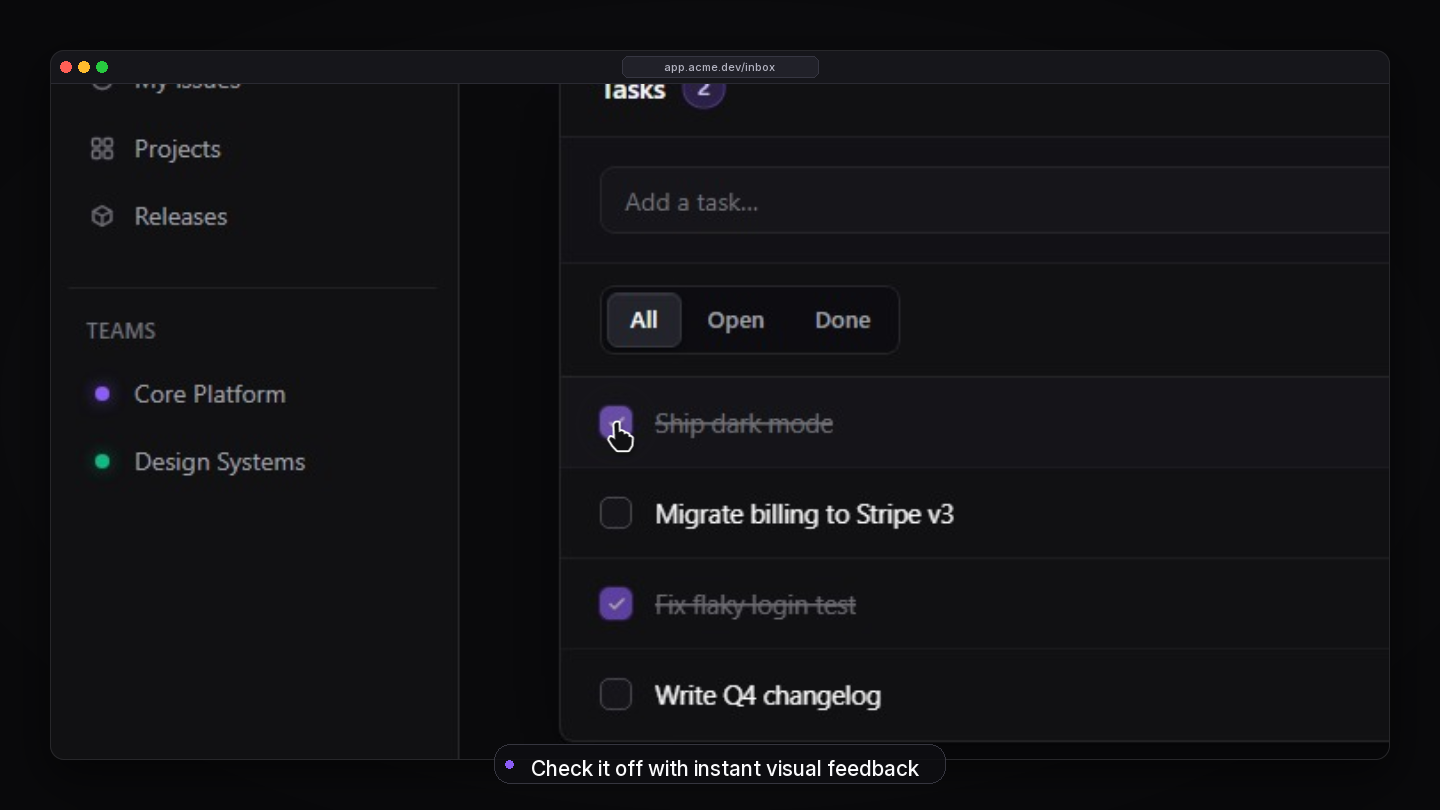 app.acme.dev/inbox
My Issues
Projects
Releases
TEAMS
Core Platform
Design Systems
Tasks 2
Add a task...
All Open Done
Ship dark mode
Migrate billing to Stripe v3
Fix flaky login test
Write Q4 changelog
Check it off with instant visual feedback